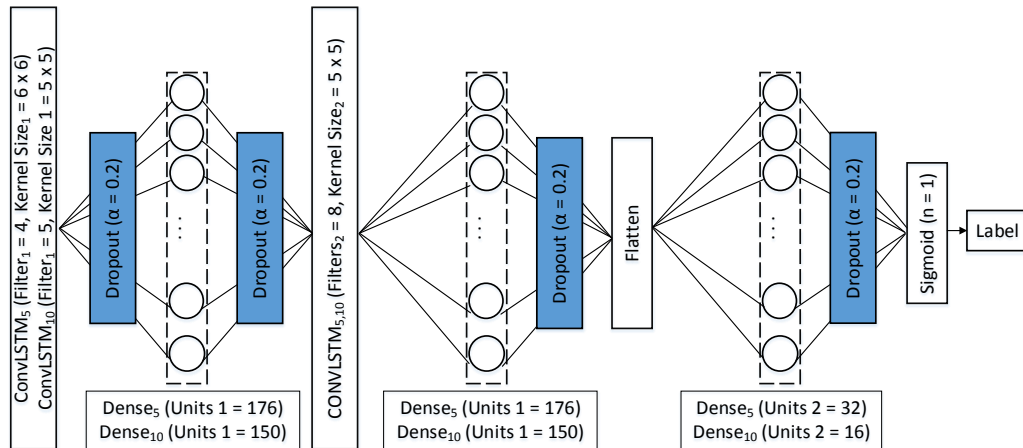 ConvLSTM₅ (Filter₁ = 4, Kernel Size₁ = 6 x 6)
ConvLSTM₁₀ (Filter₁ = 5, Kernel Size 1 = 5 x 5)
Dropout (α = 0.2)
...
Dropout (α = 0.2)
Dense₅ (Units 1 = 176)
Dense₁₀ (Units 1 = 150)
CONVLSTM₅,₁₀ (Filters₂ = 8, Kernel Size₂ = 5 x 5)
...
Dropout (α = 0.2)
Dense₅ (Units 1 = 176)
Dense₁₀ (Units 1 = 150)
Flatten
...
Dropout (α = 0.2)
Dense₅ (Units 2 = 32)
Dense₁₀ (Units 2 = 16)
Sigmoid (n = 1)
Label